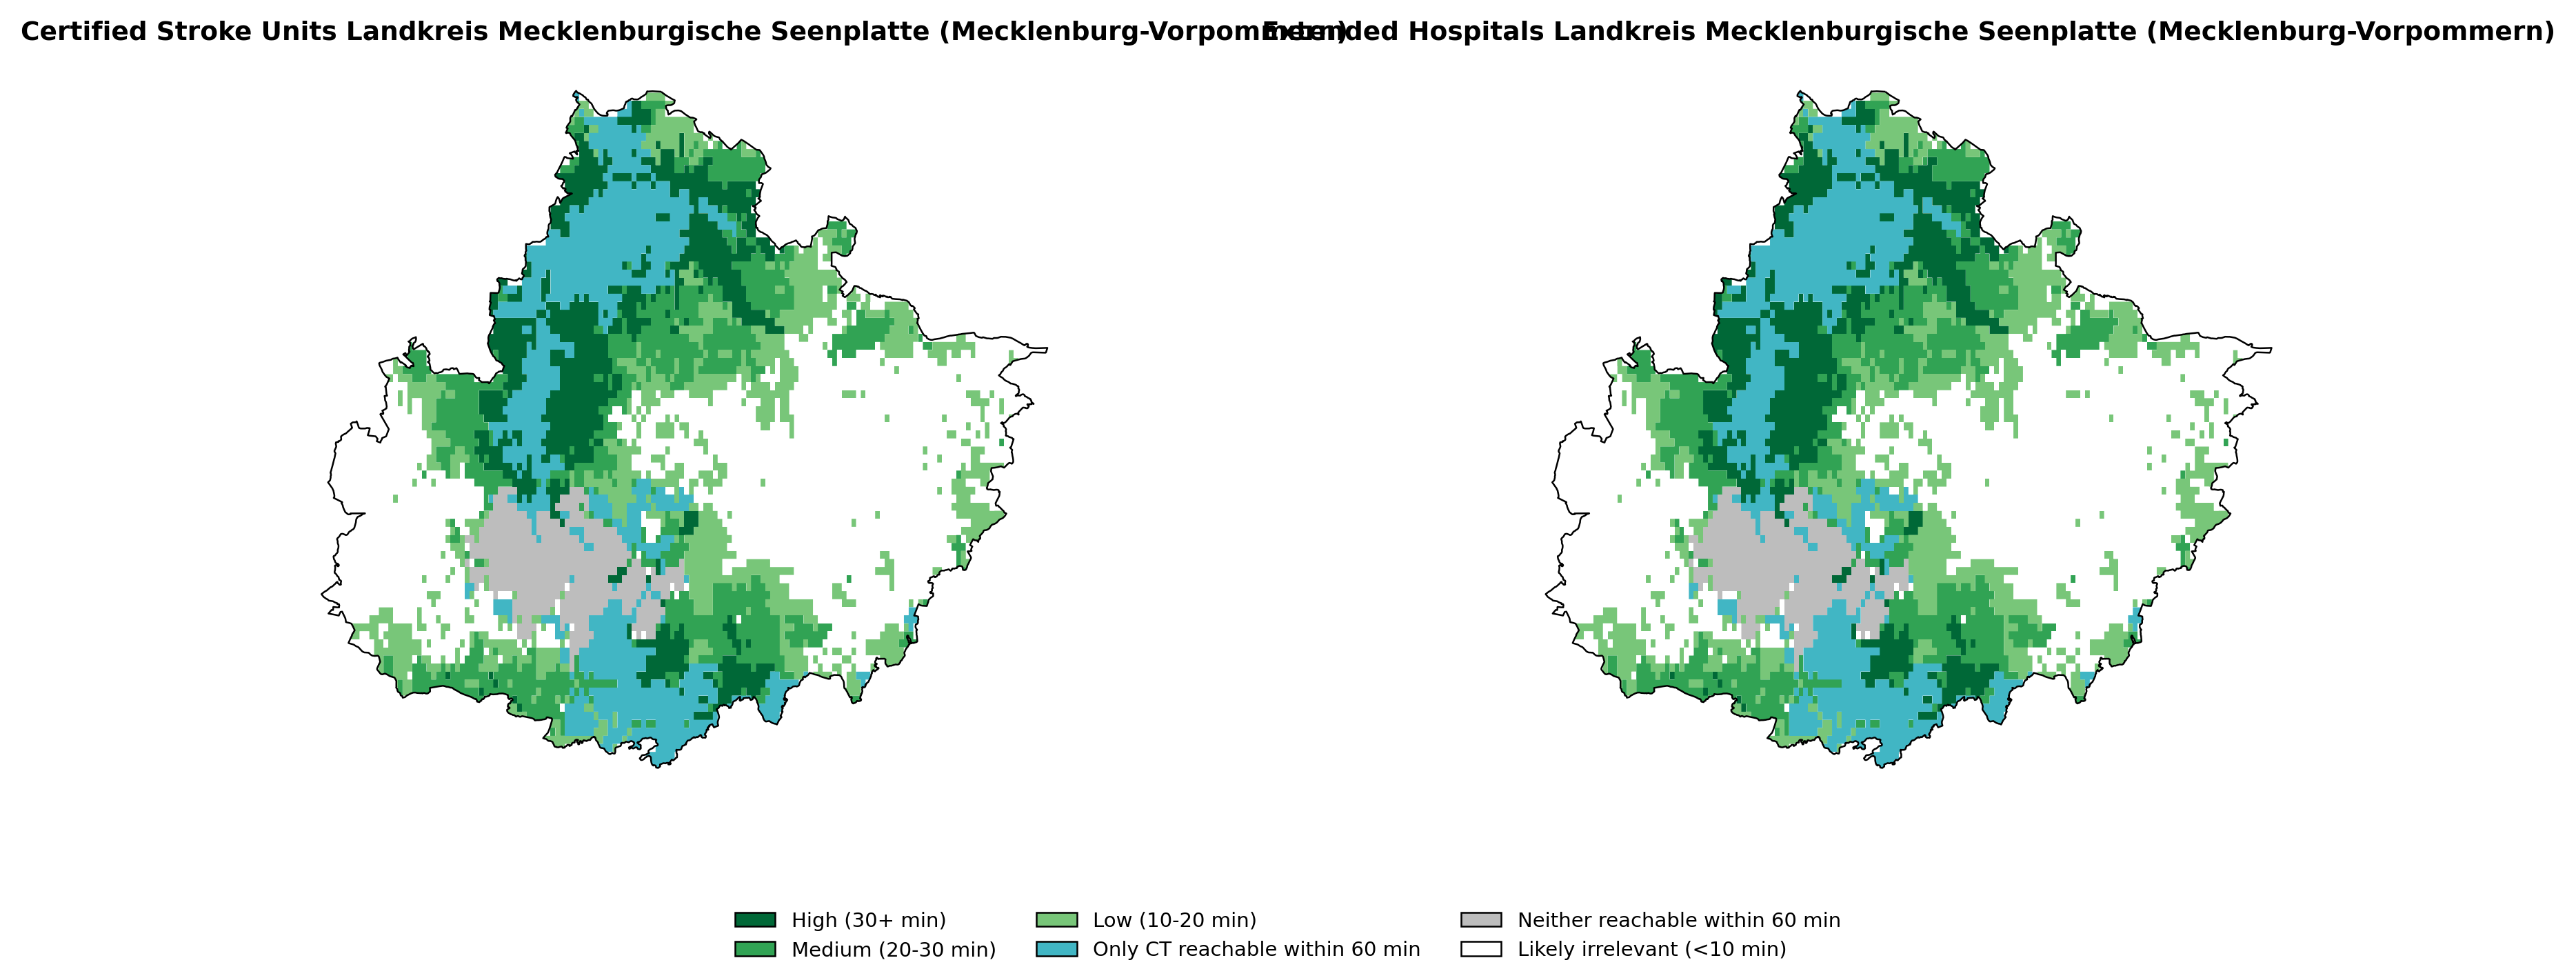 Certified Stroke Units Landkreis Mecklenburgische Seenplatte (Mecklenburg-Vorpommern)
Extended Hospitals Landkreis Mecklenburgische Seenplatte (Mecklenburg-Vorpommern)
High (30+ min)
Medium (20-30 min)
Low (10-20 min)
Only CT reachable within 60 min
Neither reachable within 60 min
Likely irrelevant (<10 min)